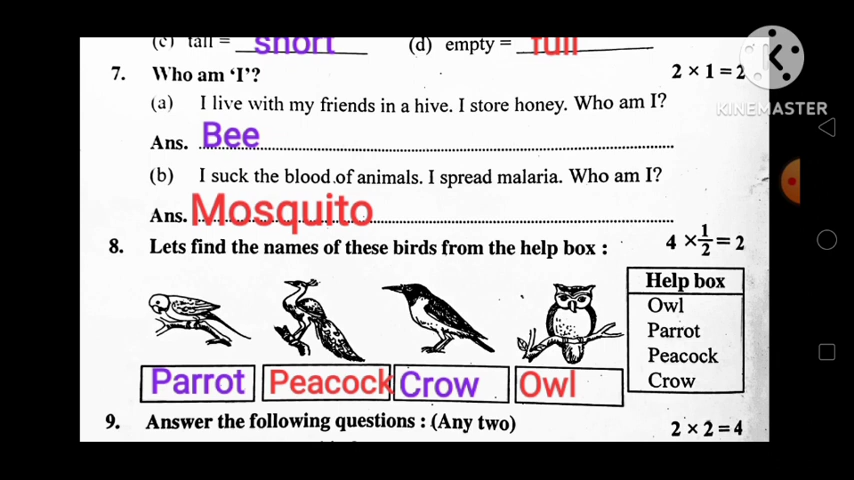 (c) tall = short (d) empty = full
7. Who am 'I'? 2 × 1 = 2
KINEMASTER
(a) I live with my friends in a hive. I store honey. Who am I?
Ans. Bee
(b) I suck the blood of animals. I spread malaria. Who am I?
Ans. Mosquito
8. Lets find the names of these birds from the help box : 4 × 1/2 = 2
Help box
Owl
Parrot
Peacock
Crow
Parrot Peacock Crow Owl
9. Answer the following questions : (Any two) 2 × 2 = 4